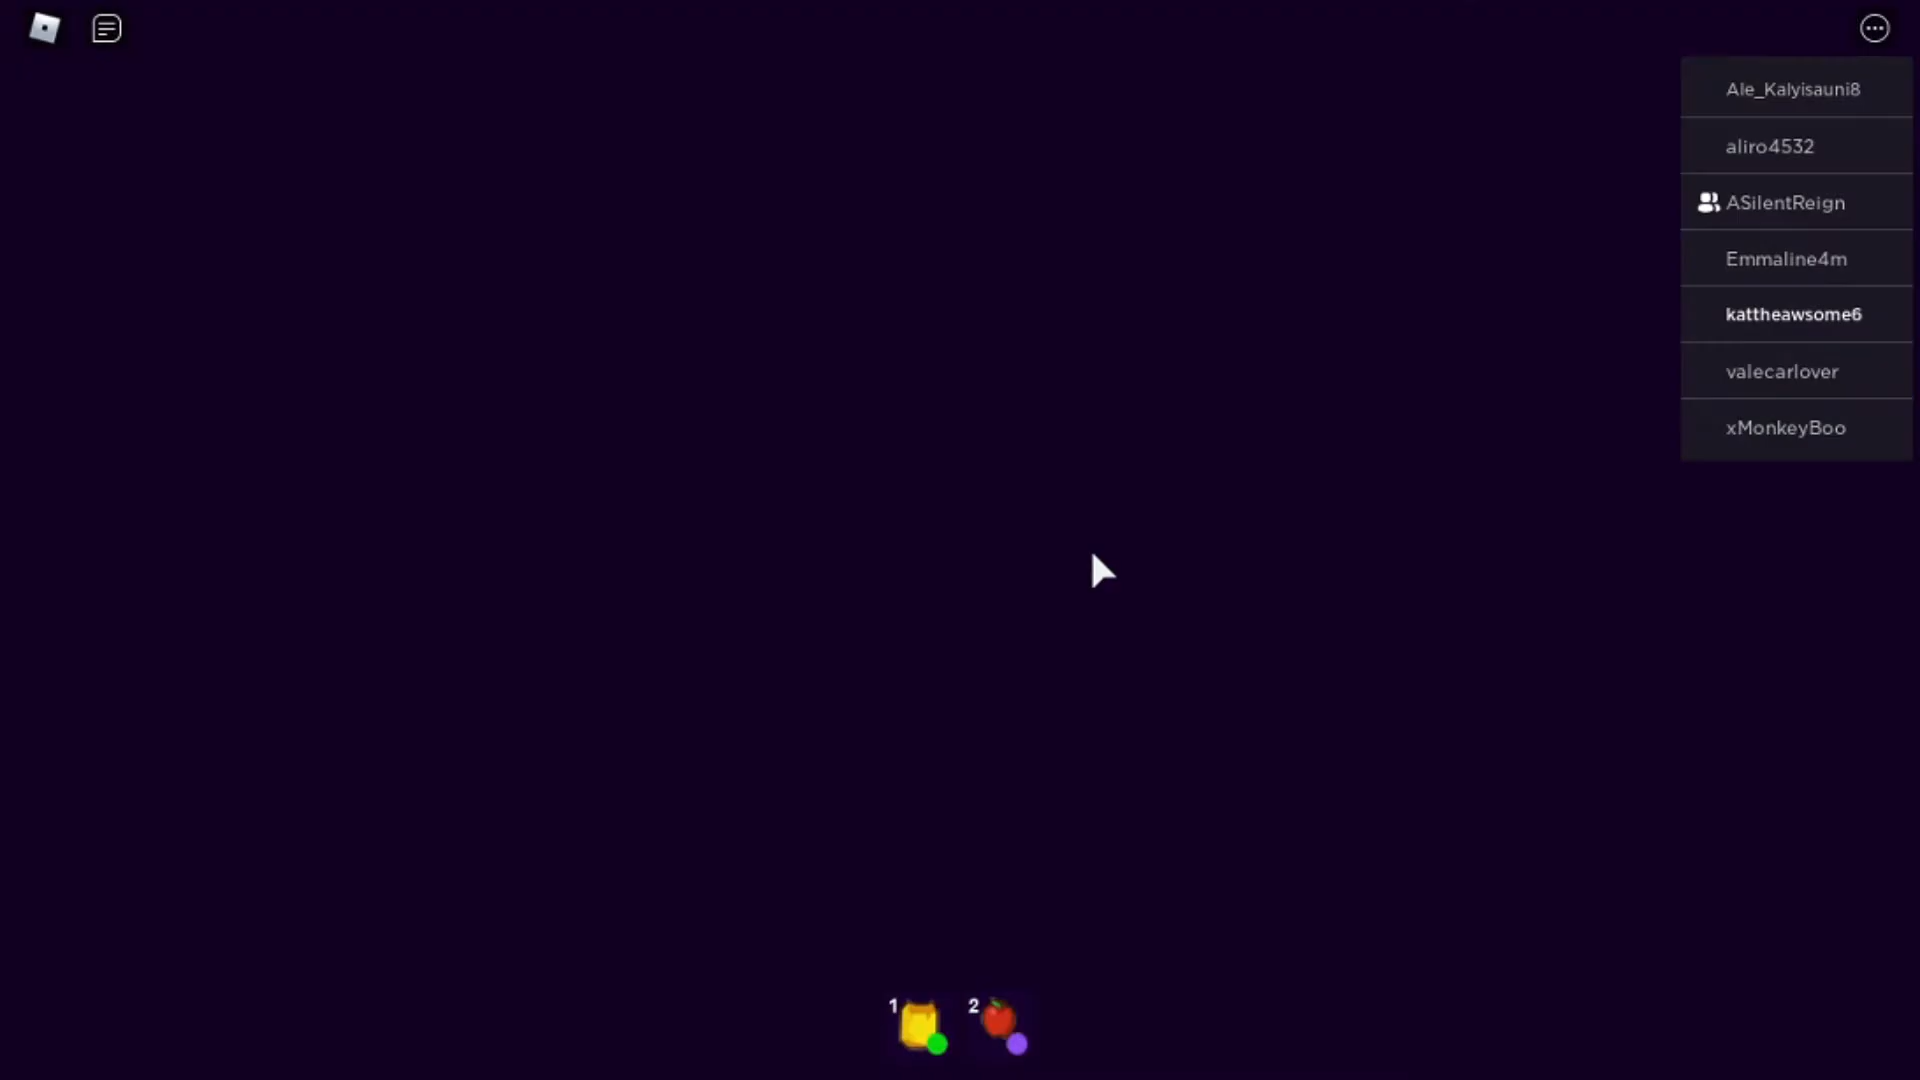 Ale_Kalyisauni8
aliro4532
ASilentReign
Emmaline4m
kattheawsome6
valecarlover
xMonkeyBoo
1 2